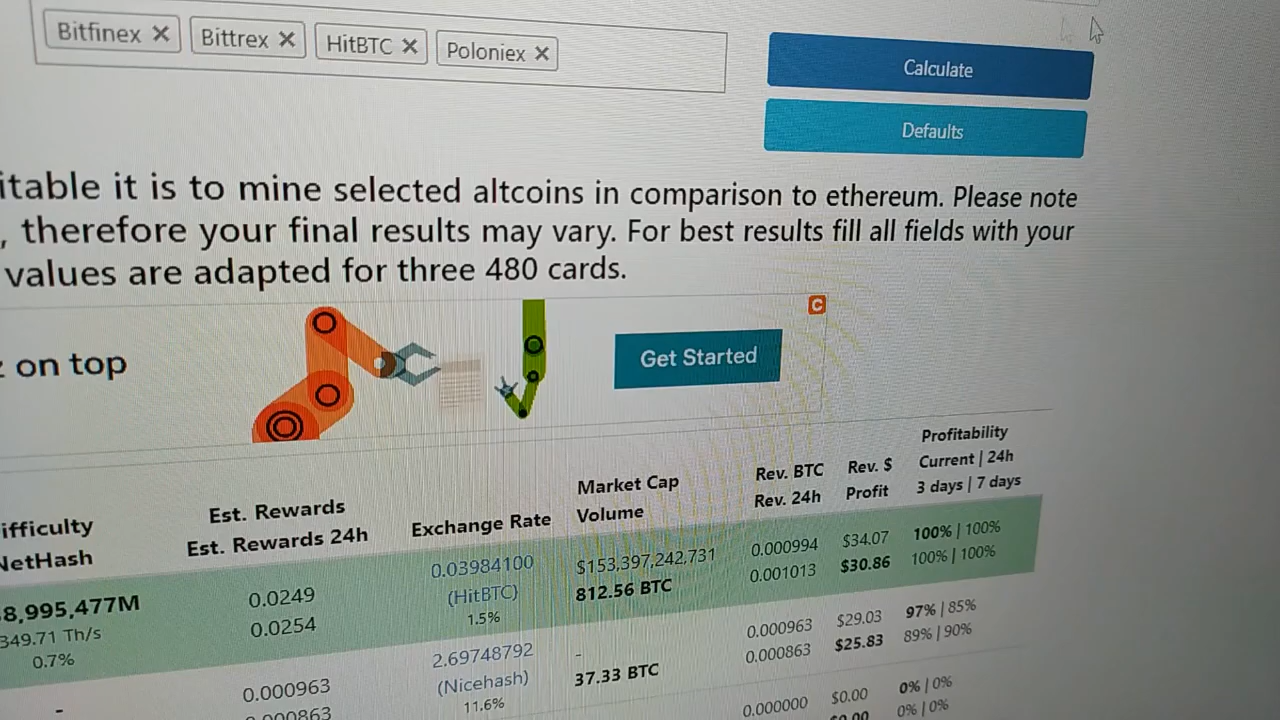 Bitfinex × Bittrex × HitBTC × Poloniex ×
Calculate
Defaults
itable it is to mine selected altcoins in comparison to ethereum. Please note
, therefore your final results may vary. For best results fill all fields with your
values are adapted for three 480 cards.
on top
Get Started
C
ifficulty
NetHash
Est. Rewards
Est. Rewards 24h
Exchange Rate
Market Cap
Volume
Rev. BTC
Rev. 24h
Rev. $
Profit
Profitability
Current | 24h
3 days | 7 days
8,995,477M
349.71 Th/s
0.7%
0.0249
0.0254
0.03984100
(HitBTC)
1.5%
$153,397,242,731
812.56 BTC
0.000994
0.001013
$34.07
$30.86
100% | 100%
100% | 100%
-
0.000963
0.000863
2.69748792
(Nicehash)
11.6%
-
37.33 BTC
0.000963
0.000863
$29.03
$25.83
97% | 85%
89% | 90%
0.000000
$0.00
$0.00
0% | 0%
0% | 0%